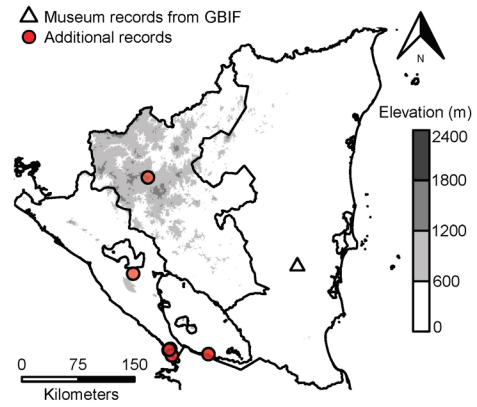 Museum records from GBIF
Additional records
N
Elevation (m)
2400
1800
1200
600
0
0 75 150
Kilometers